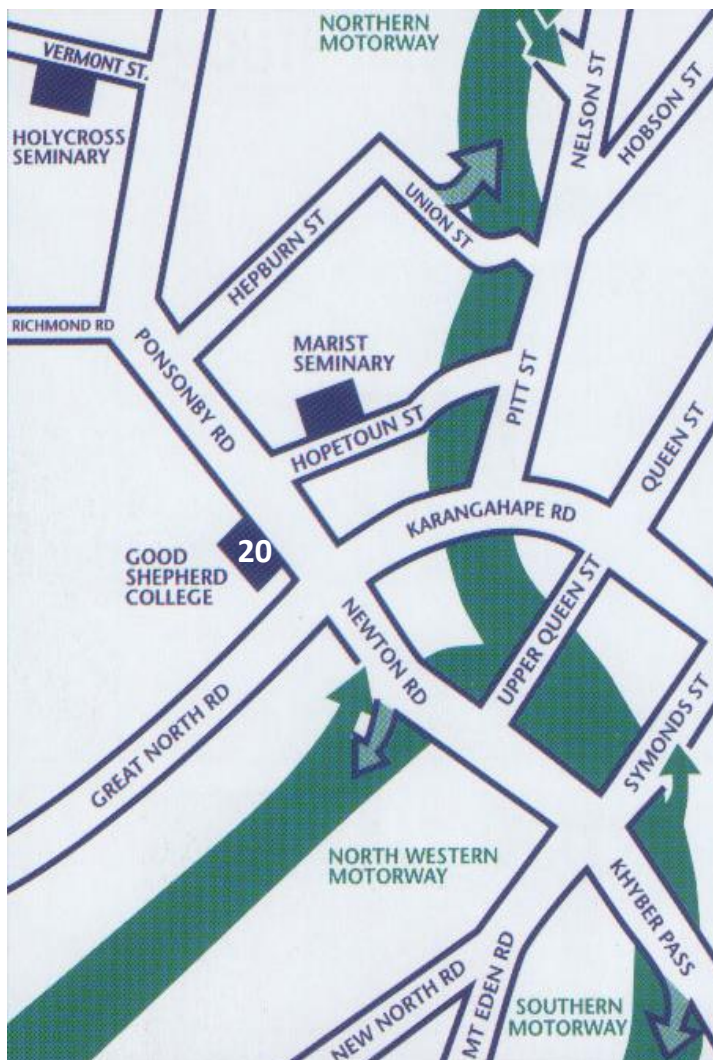 NORTHERN
MOTORWAY
VERMONT ST.
HOLYCROSS
SEMINARY
NELSON ST
HOBSON ST
UNION ST
HEPBURN ST
RICHMOND RD
PONSONBY RD
MARIST
SEMINARY
PITT ST
HOPETOUN ST
QUEEN ST
KARANGAHAPE RD
20
GOOD
SHEPHERD
COLLEGE
NEWTON RD
UPPER QUEEN ST
SYMONDS ST
GREAT NORTH RD
NORTH WESTERN
MOTORWAY
KHYBER PASS
NEW NORTH RD
MT EDEN RD
SOUTHERN
MOTORWAY